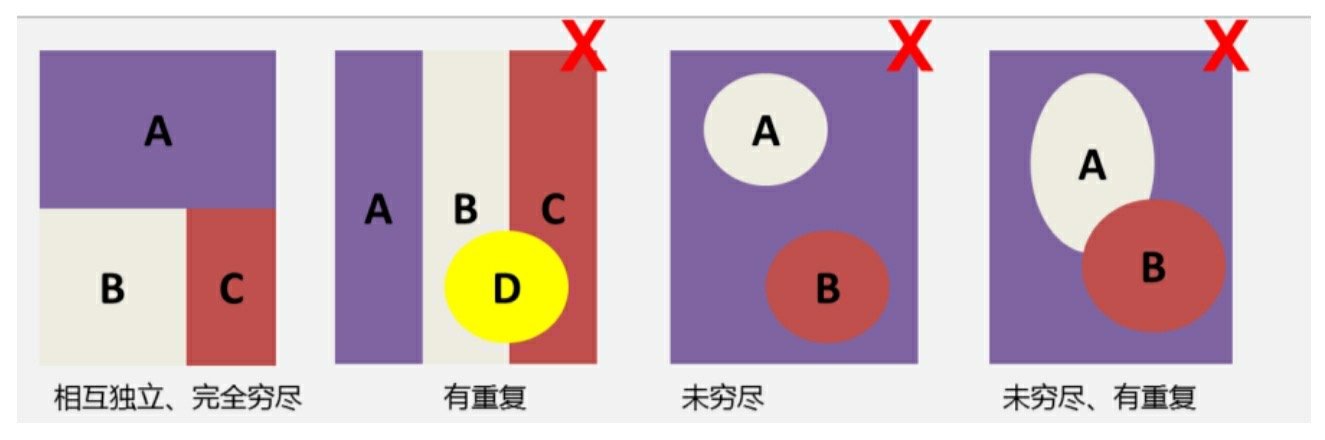 X X X
A A B C A A
B C D B B
相互独立、完全穷尽 有重复 未穷尽 未穷尽、有重复